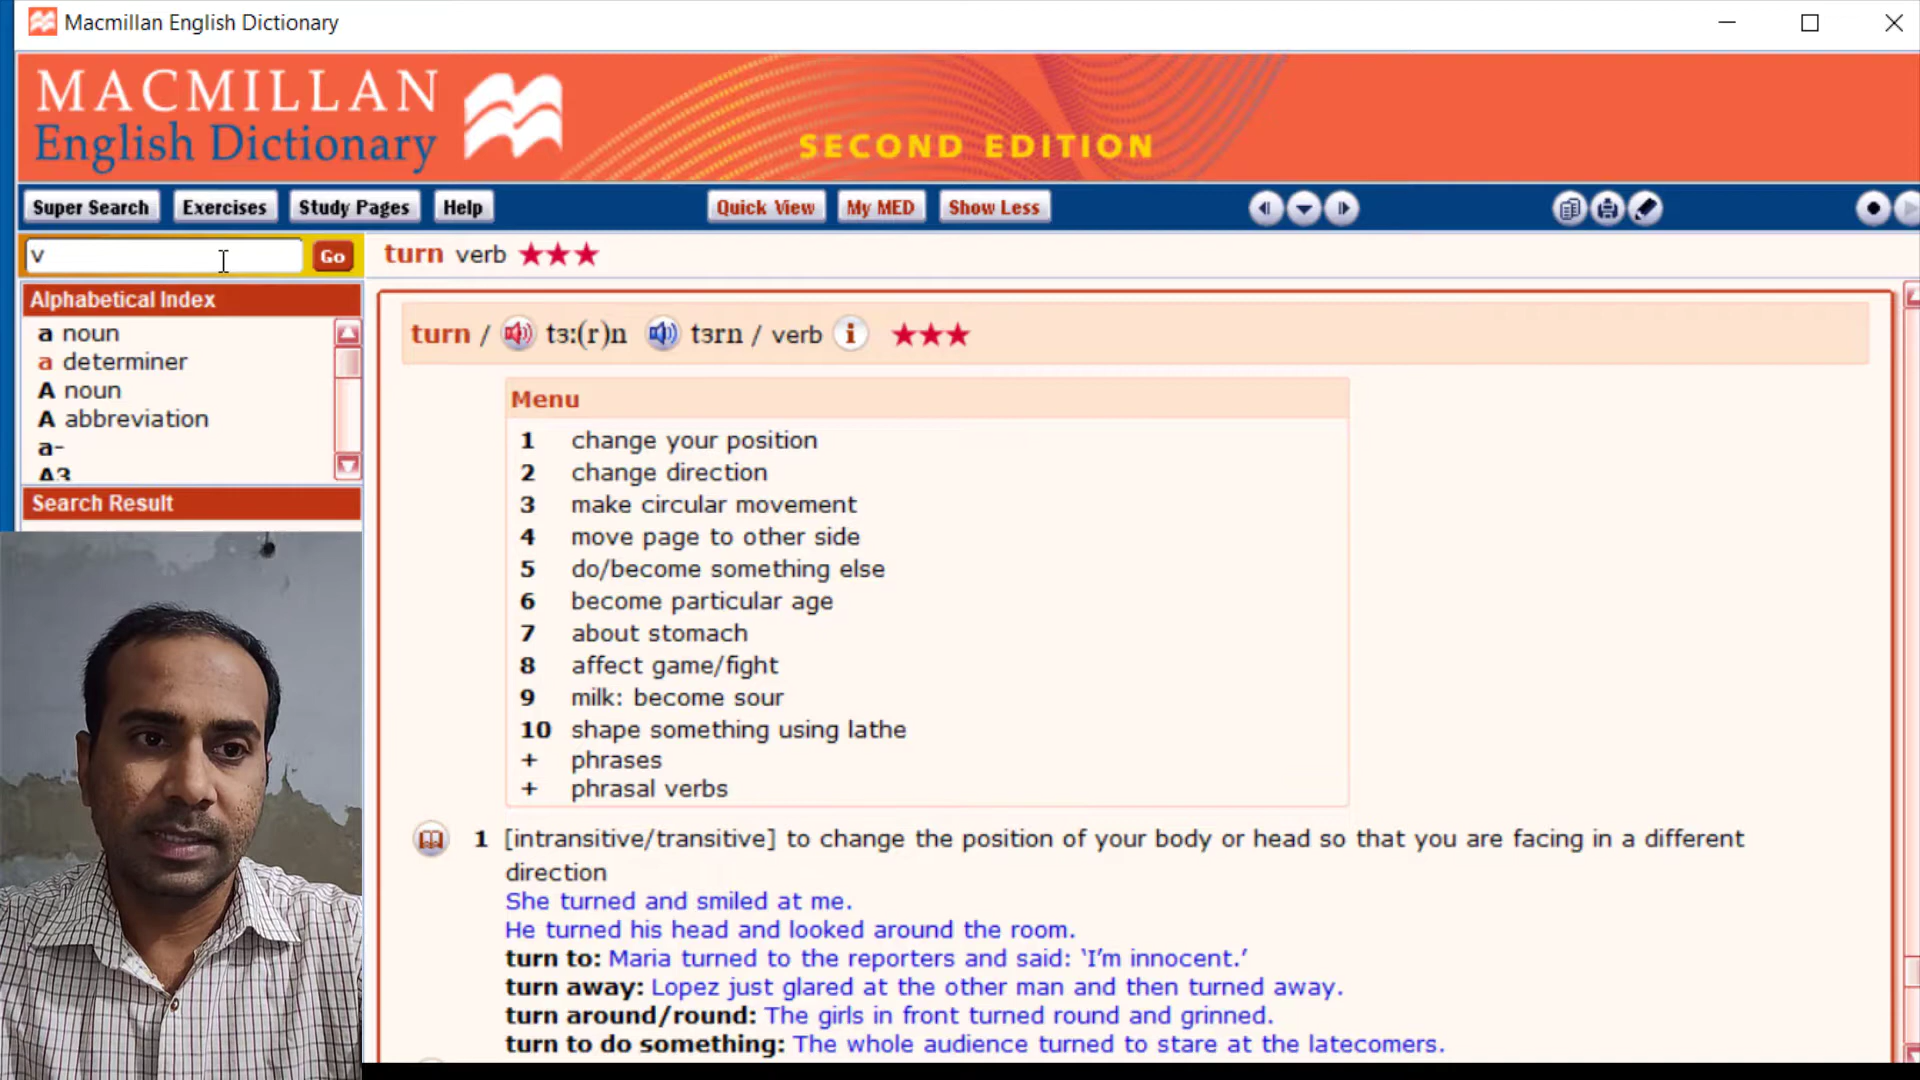 Macmillan English Dictionary
MACMILLAN
English Dictionary
SECOND EDITION
Super Search Exercises Study Pages Help Quick View My MED Show Less
v Go
turn verb ★★★
Alphabetical Index
a noun
a determiner
A noun
A abbreviation
a-
A3
Search Result
turn / tɜː(r)n tɜrn / verb i ★★★
Menu
1 change your position
2 change direction
3 make circular movement
4 move page to other side
5 do/become something else
6 become particular age
7 about stomach
8 affect game/fight
9 milk: become sour
10 shape something using lathe
+ phrases
+ phrasal verbs
1 [intransitive/transitive] to change the position of your body or head so that you are facing in a different
direction
She turned and smiled at me.
He turned his head and looked around the room.
turn to: Maria turned to the reporters and said: ‘I’m innocent.’
turn away: Lopez just glared at the other man and then turned away.
turn around/round: The girls in front turned round and grinned.
turn to do something: The whole audience turned to stare at the latecomers.